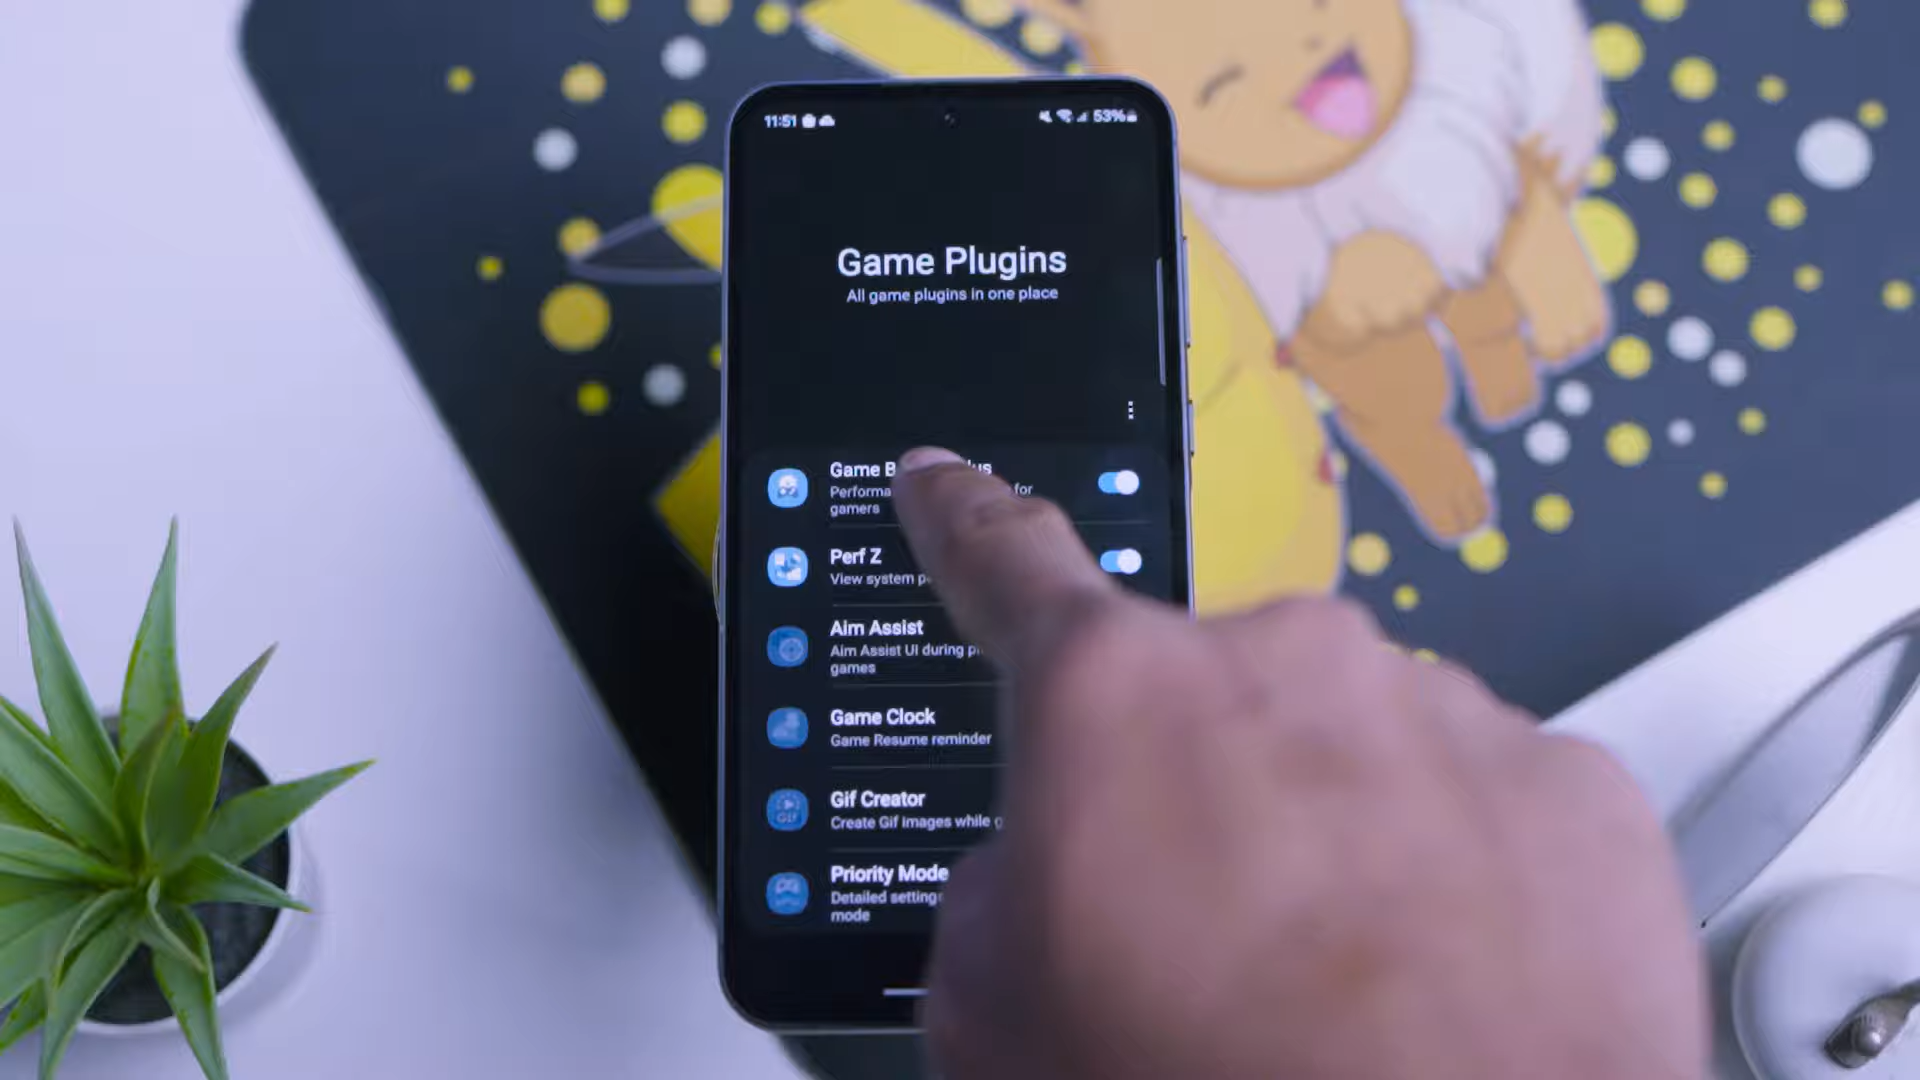 11:51
53%
Game Plugins
All game plugins in one place
Game lus
Performa for
gamers
Perf Z
View system p
Aim Assist
Aim Assist UI during
games
Game Clock
Game Resume reminder
Gif Creator
GIF
Create Gif images while g
Priority Mode
Detailed setting
mode